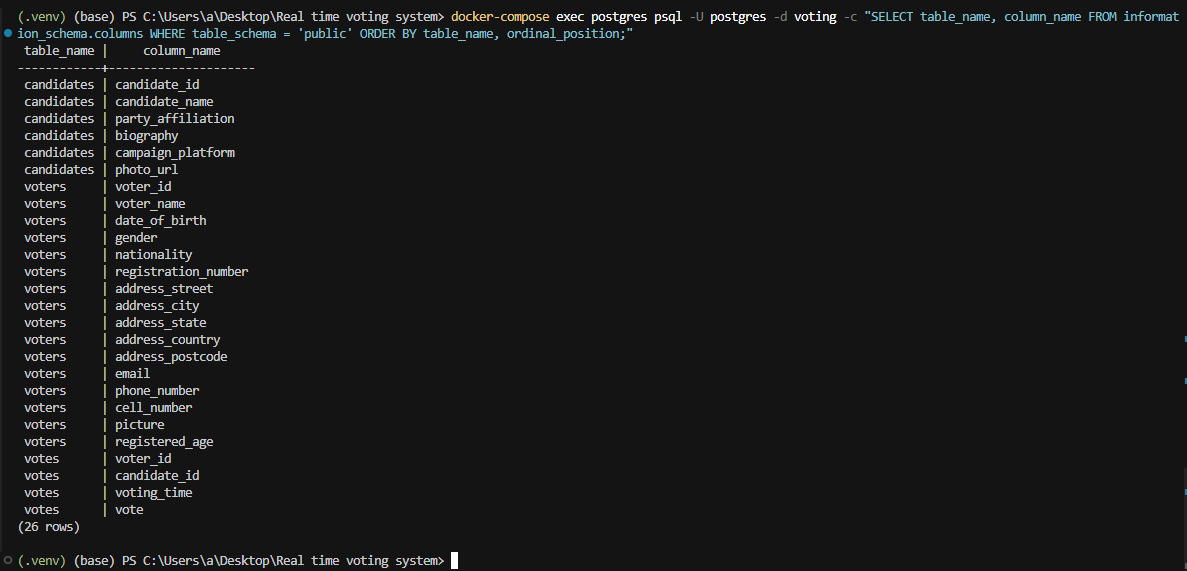 (.venv) (base) PS C:\Users\a\Desktop\Real time voting system> docker-compose exec postgres psql -U postgres -d voting -c "SELECT table_name, column_name FROM informat
ion_schema.columns WHERE table_schema = 'public' ORDER BY table_name, ordinal_position;"
 table_name |     column_name
------------+---------------------
 candidates | candidate_id
 candidates | candidate_name
 candidates | party_affiliation
 candidates | biography
 candidates | campaign_platform
 candidates | photo_url
 voters     | voter_id
 voters     | voter_name
 voters     | date_of_birth
 voters     | gender
 voters     | nationality
 voters     | registration_number
 voters     | address_street
 voters     | address_city
 voters     | address_state
 voters     | address_country
 voters     | address_postcode
 voters     | email
 voters     | phone_number
 voters     | cell_number
 voters     | picture
 voters     | registered_age
 votes      | voter_id
 votes      | candidate_id
 votes      | voting_time
 votes      | vote
(26 rows)
(.venv) (base) PS C:\Users\a\Desktop\Real time voting system>